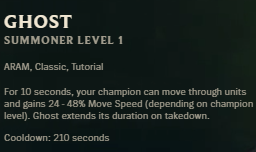 GHOST
SUMMONER LEVEL 1
ARAM, Classic, Tutorial
For 10 seconds, your champion can move through units
and gains 24 - 48% Move Speed (depending on champion
level). Ghost extends its duration on takedown.
Cooldown: 210 seconds